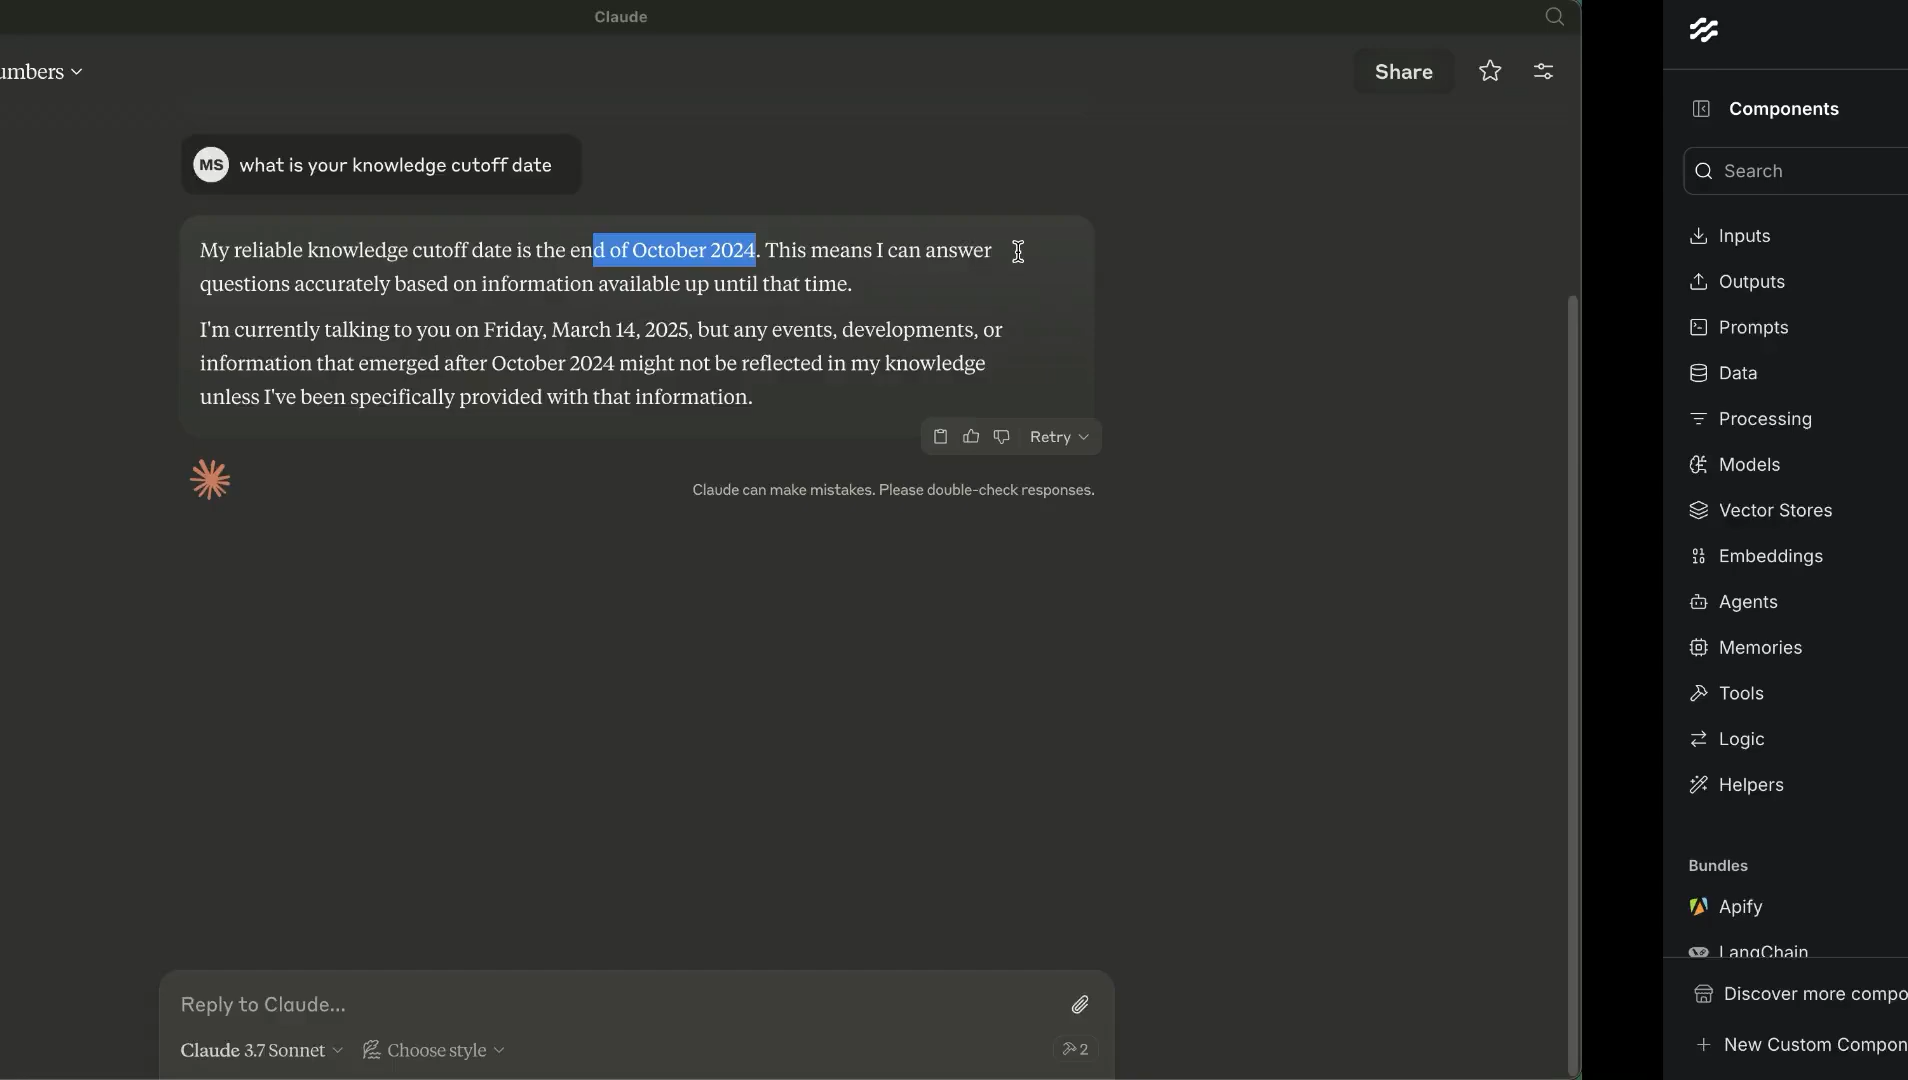 Claude
umbers
Share
MS what is your knowledge cutoff date
My reliable knowledge cutoff date is the end of October 2024. This means I can answer
questions accurately based on information available up until that time.
I'm currently talking to you on Friday, March 14, 2025, but any events, developments, or
information that emerged after October 2024 might not be reflected in my knowledge
unless I've been specifically provided with that information.
Retry
Claude can make mistakes. Please double-check responses.
Reply to Claude...
Claude 3.7 Sonnet
Choose style
2
Components
Search
Inputs
Outputs
Prompts
Data
Processing
Models
Vector Stores
Embeddings
Agents
Memories
Tools
Logic
Helpers
Bundles
Apify
LangChain
Discover more compo
New Custom Compon